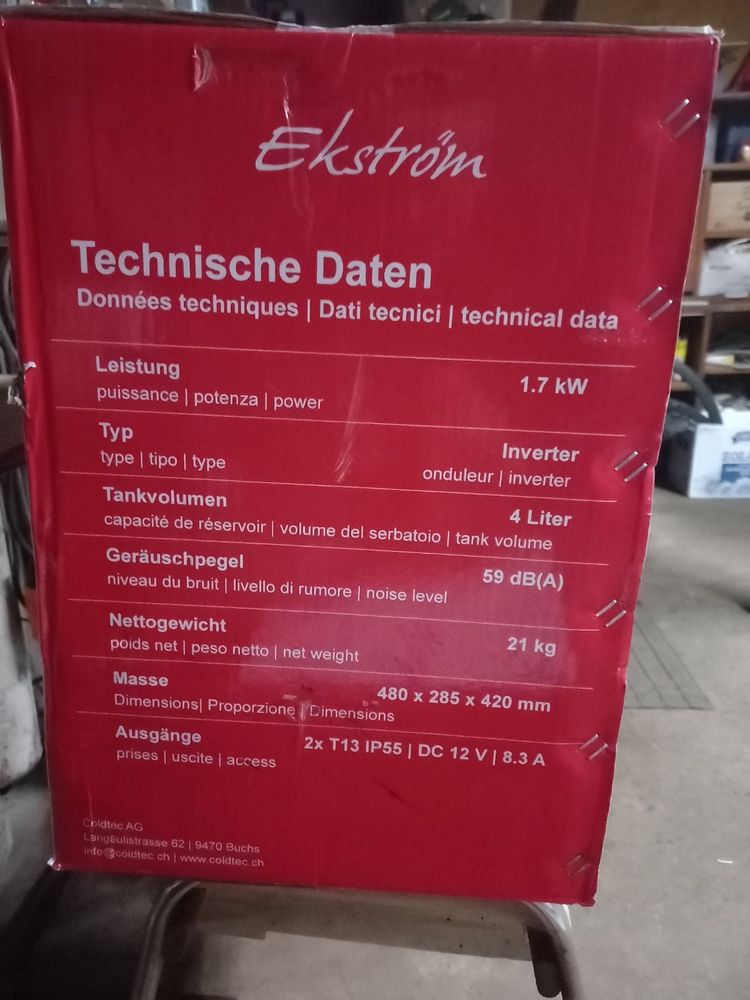 Ekström
Technische Daten
Données techniques | Dati tecnici | technical data
Leistung
puissance | potenza | power
1.7 kW
Typ
type | tipo | type
Inverter
onduleur | inverter
Tankvolumen
capacité de réservoir | volume del serbatoio | tank volume
4 Liter
Geräuschpegel
niveau du bruit | livello di rumore | noise level
59 dB(A)
Nettogewicht
poids net | peso netto | net weight
21 kg
Masse
Dimensions| Proporzione | Dimensions
480 x 285 x 420 mm
Ausgänge
prises | uscite | access
2x T13 IP55 | DC 12 V | 8.3 A
Coldtec AG
Langäulistrasse 62 | 9470 Buchs
info@coldtec.ch | www.coldtec.ch